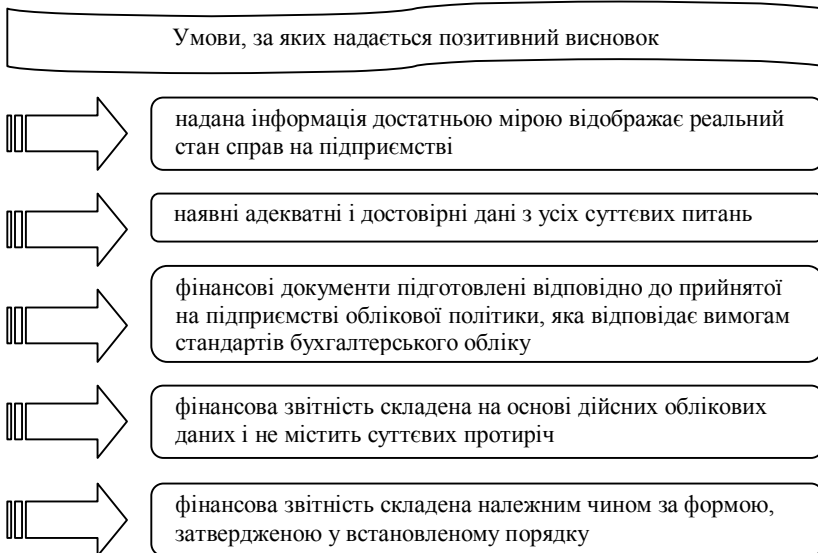 Умови, за яких надається позитивний висновок
надана інформація достатньою мірою відображає реальний
стан справ на підприємстві
наявні адекватні і достовірні дані з усіх суттєвих питань
фінансові документи підготовлені відповідно до прийнятої
на підприємстві облікової політики, яка відповідає вимогам
стандартів бухгалтерського обліку
фінансова звітність складена на основі дійсних облікових
даних і не містить суттєвих протиріч
фінансова звітність складена належним чином за формою,
затвердженою у встановленому порядку